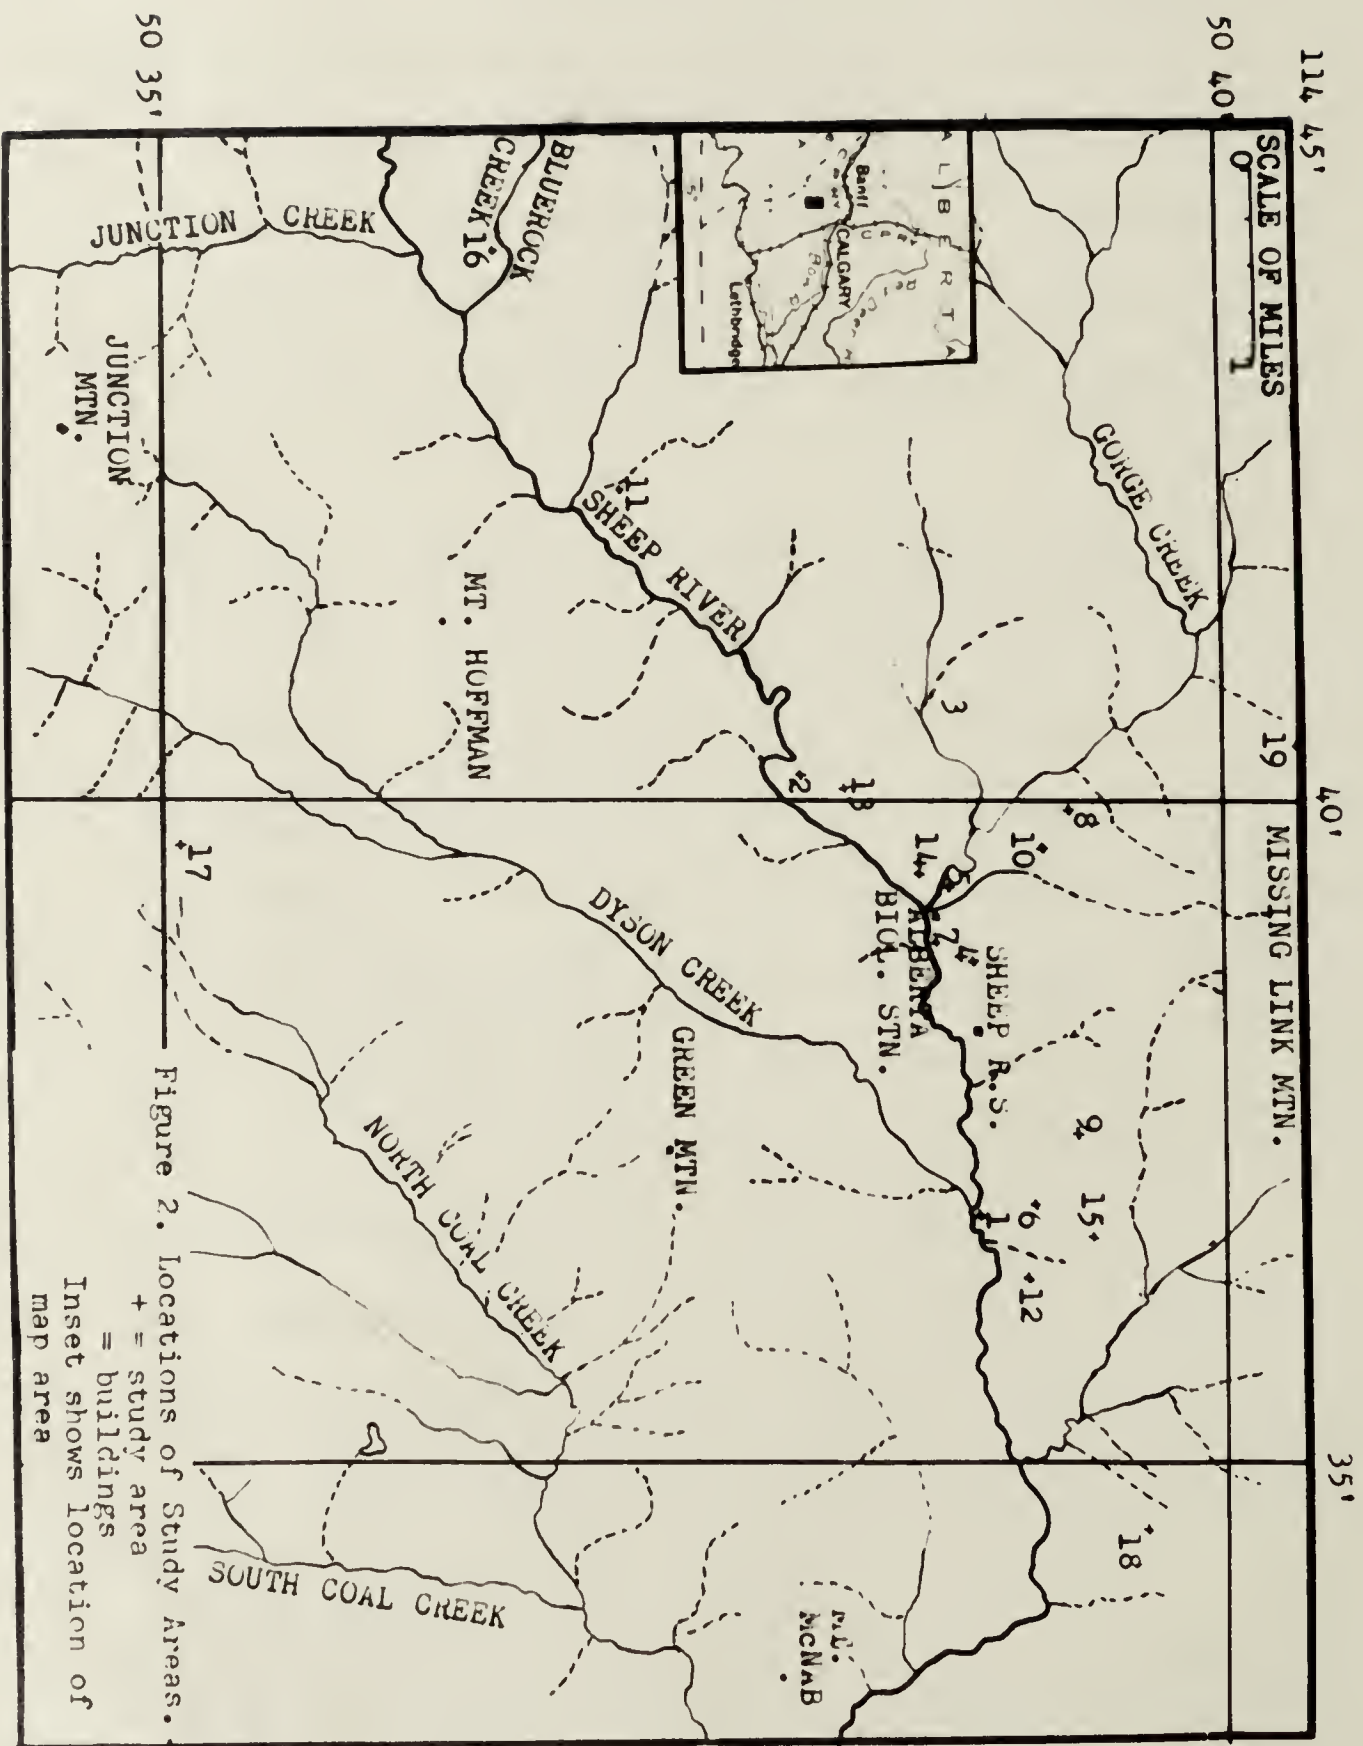 114 45'
40'
35'
50 40'
50 35'
SCALE OF MILES
0 1
MISSING LINK MTN.
19
GORGE CREEK
18
15
9
8
6
10
12
SHEEP R.S.
1
3
4
7
5
14
ALBERTA
BIOL. STN.
13
2
ALBERTA
Banff
CALGARY
Lethbridge
Mt.
McNAB
SHEEP RIVER
11
DYSON CREEK
GREEN MTN.
BLUEROCK
CREEK
16
MT. HOFFMAN
NORTH COAL CREEK
SOUTH COAL CREEK
JUNCTION CREEK
JUNCTION
MTN.
17
Figure 2. Locations of Study Areas.
+ = study area
= buildings
Inset shows location of
map area